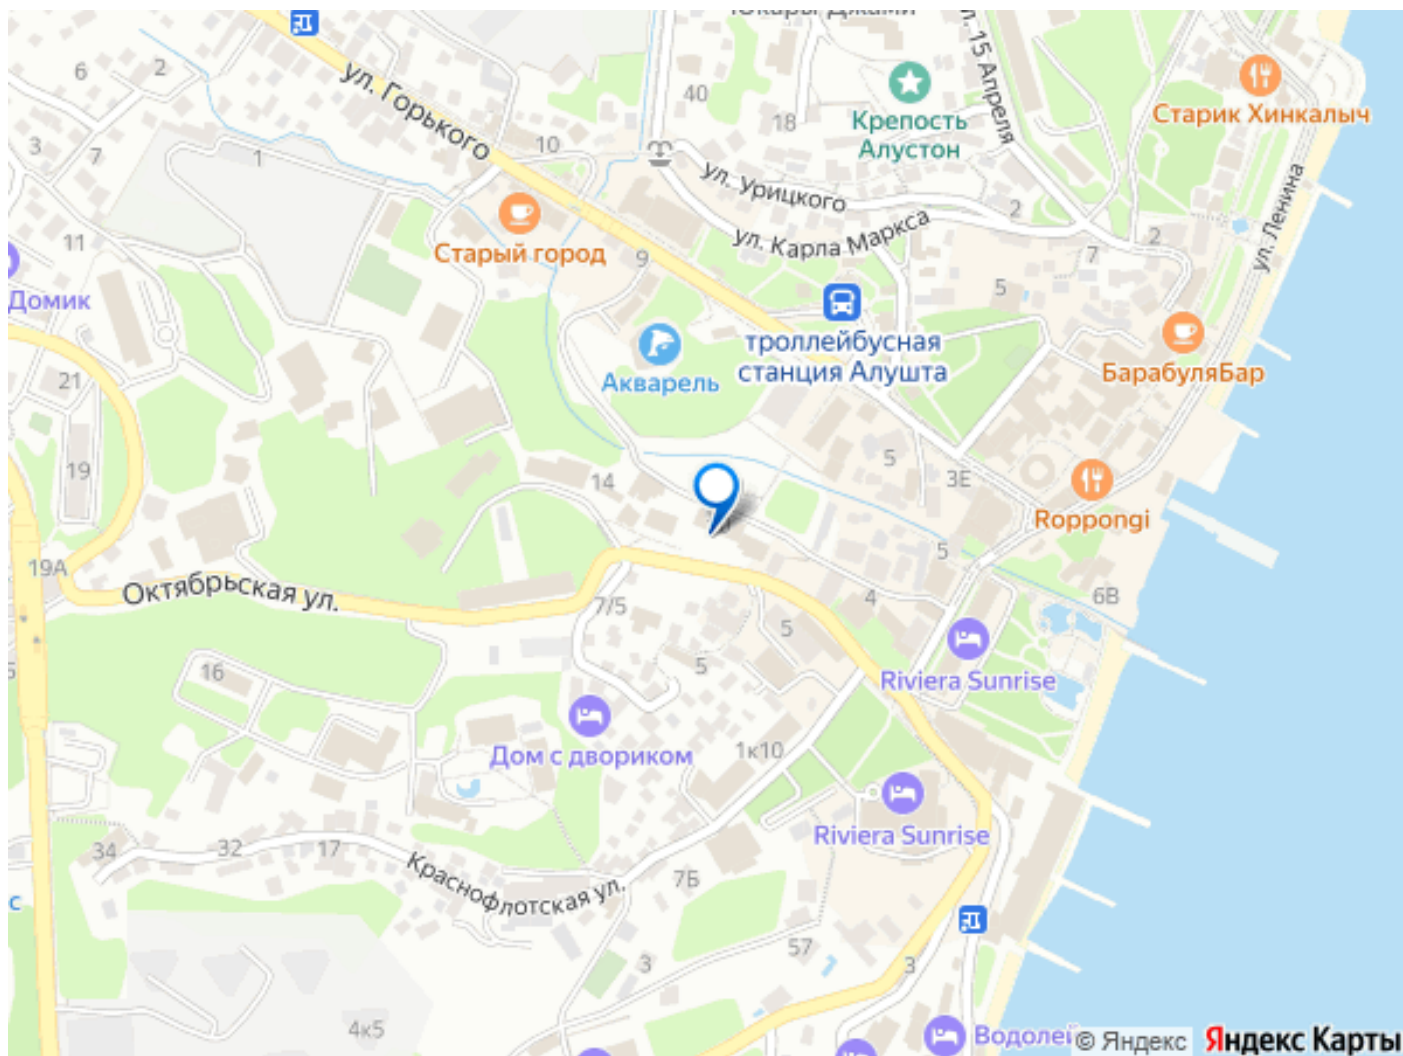 Юкары Джами
ул. 15 Апреля
6
2
ул. Горького
40
18
Крепость
Алустон
Старик Хинкалыч
3
7
1
10
ул. Урицкого
2
ул. Карла Маркса
7
2
ул. Ленина
11
Старый город
9
5
Домик
Акварель
троллейбусная
станция Алушта
БарабуляБар
21
19
14
5
3Е
Roppongi
19А
Октябрьская ул.
7/5
5
4
5
6В
16
5
Riviera Sunrise
Дом с двориком
1к10
Riviera Sunrise
34
32
17
Краснофлотская ул.
7Б
с
57
3
3
4к5
Водолей
© Яндекс
Яндекс Карты